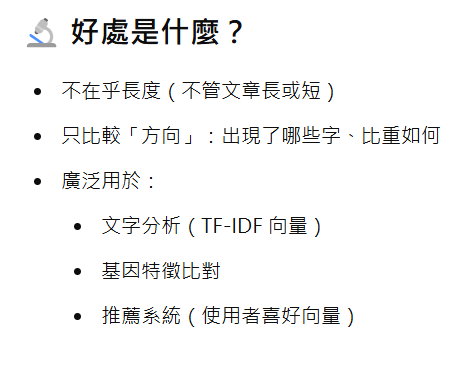 🔬 好處是什麼？
• 不在乎長度（不管文章長或短）
• 只比較「方向」：出現了哪些字、比重如何
• 廣泛用於：
• 文字分析（TF-IDF 向量）
• 基因特徵比對
• 推薦系統（使用者喜好向量）